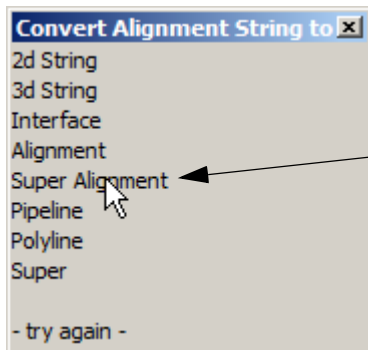 Convert Alignment String to
2d String
3d String
Interface
Alignment
Super Alignment
Pipeline
Polyline
Super
- try again -